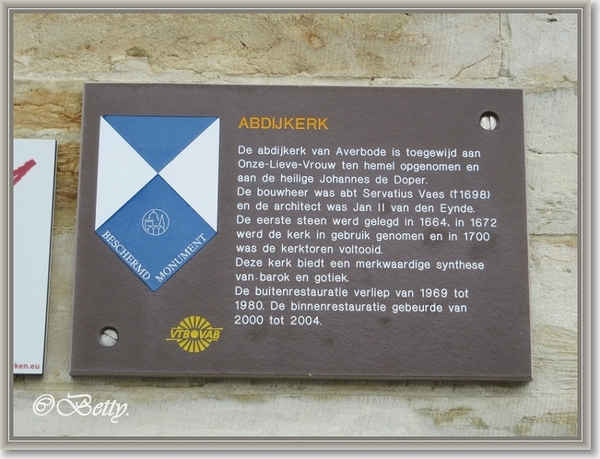 ABDIJKERK
De abdijkerk van Averbode is toegewijd aan
Onze-Lieve-Vrouw ten hemel opgenomen en
aan de heilige Johannes de Doper.
De bouwheer was abt Servatius Vaes (†1698)
en de architect was Jan II van den Eynde.
De eerste steen werd gelegd in 1664, in 1672
werd de kerk in gebruik genomen en in 1700
was de kerktoren voltooid.
Deze kerk biedt een merkwaardige synthese
van barok en gotiek.
De buitenrestauratie verliep van 1969 tot
1980. De binnenrestauratie gebeurde van
2000 tot 2004.
BESCHERMD
MONUMENT
VTB VAB
rken.eu
©Betty.